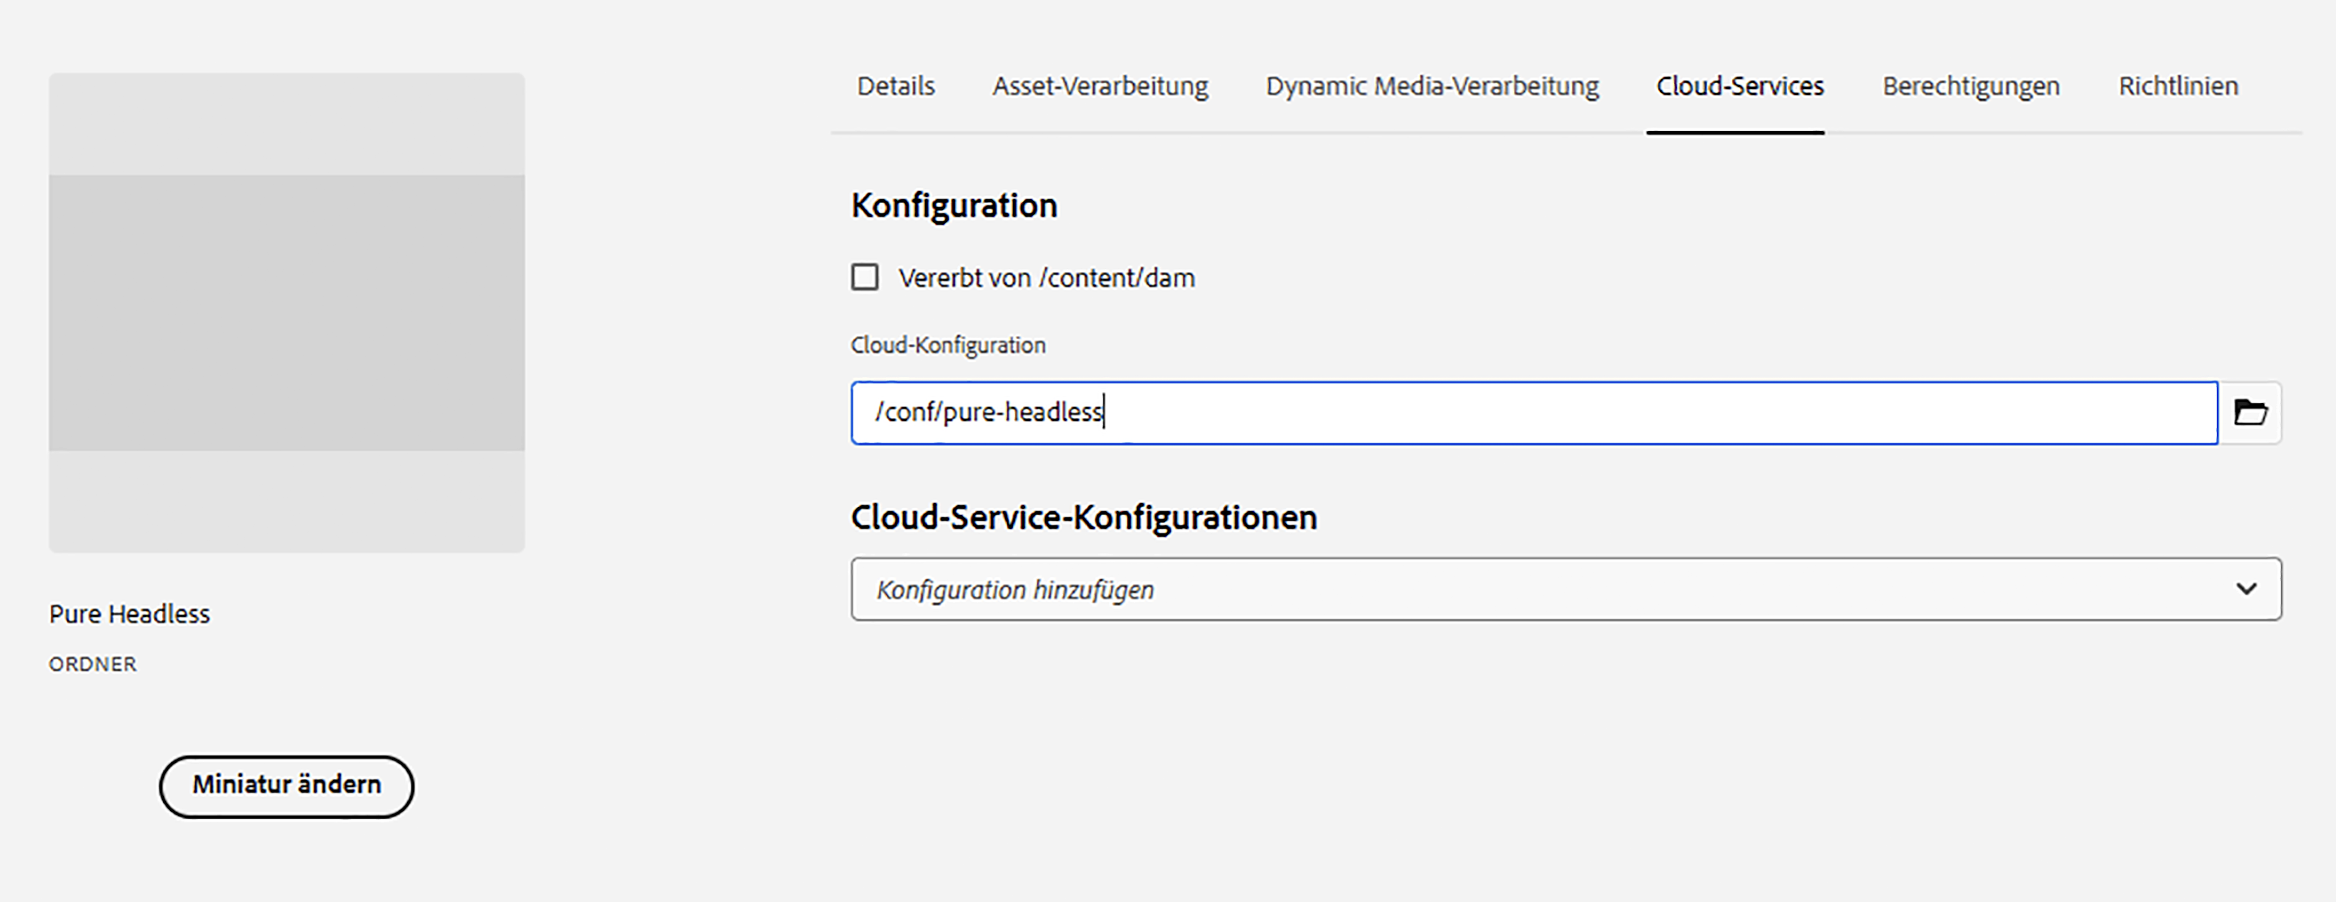 Details Asset-Verarbeitung Dynamic Media-Verarbeitung Cloud-Services Berechtigungen Richtlinien
Konfiguration
Vererbt von /content/dam
Cloud-Konfiguration
/conf/pure-headless
Cloud-Service-Konfigurationen
Konfiguration hinzufügen
Pure Headless
ORDNER
Miniatur ändern